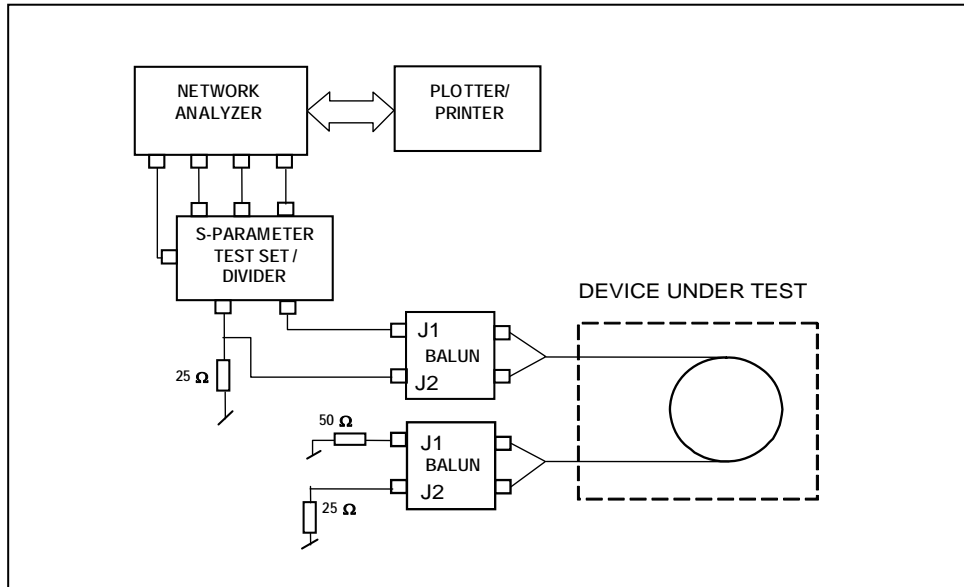 NETWORK
ANALYZER
PLOTTER/
PRINTER
S-PARAMETER
TEST SET /
DIVIDER
DEVICE UNDER TEST
J1
BALUN
J2
25 Ω
50 Ω
J1
BALUN
J2
25 Ω